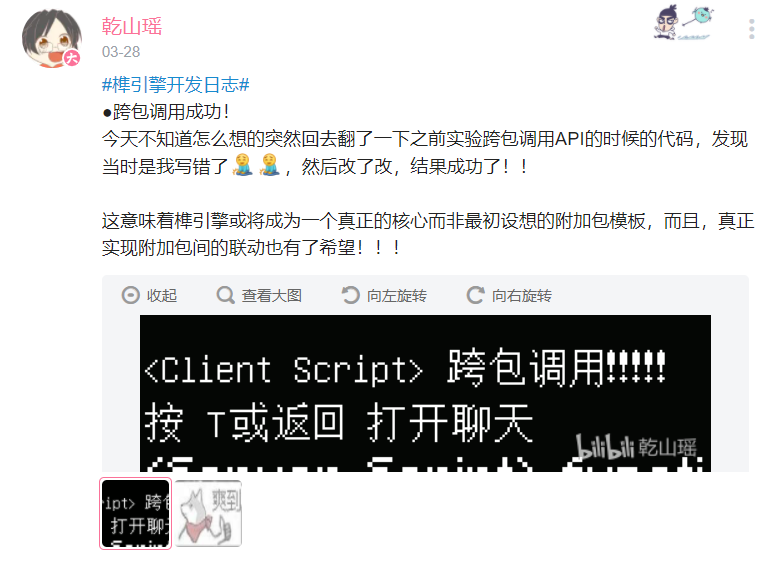 乾山瑶
03-28
#榫引擎开发日志#
●跨包调用成功！
今天不知道怎么想的突然回去翻了一下之前实验跨包调用API的时候的代码，发现
当时是我写错了，然后改了改，结果成功了！！
这意味着榫引擎或将成为一个真正的核心而非最初设想的附加包模板，而且，真正
实现附加包间的联动也有了希望！！！
收起 查看大图 向左旋转 向右旋转
<Client Script> 跨包调用!!!!!
按 T或返回 打开聊天
bilibili 乾山瑶
ipt> 跨包
打开聊天
爽到